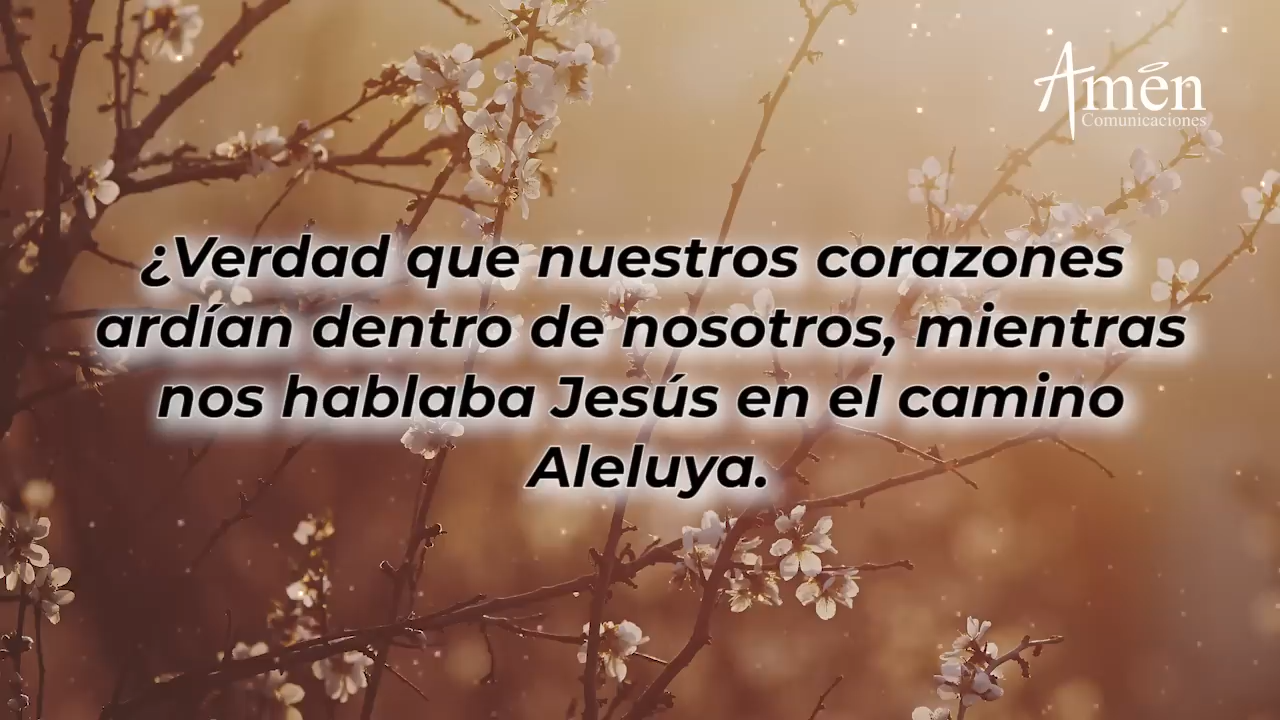 Amén
Comunicaciones
¿Verdad que nuestros corazones
ardían dentro de nosotros, mientras
nos hablaba Jesús en el camino
Aleluya.